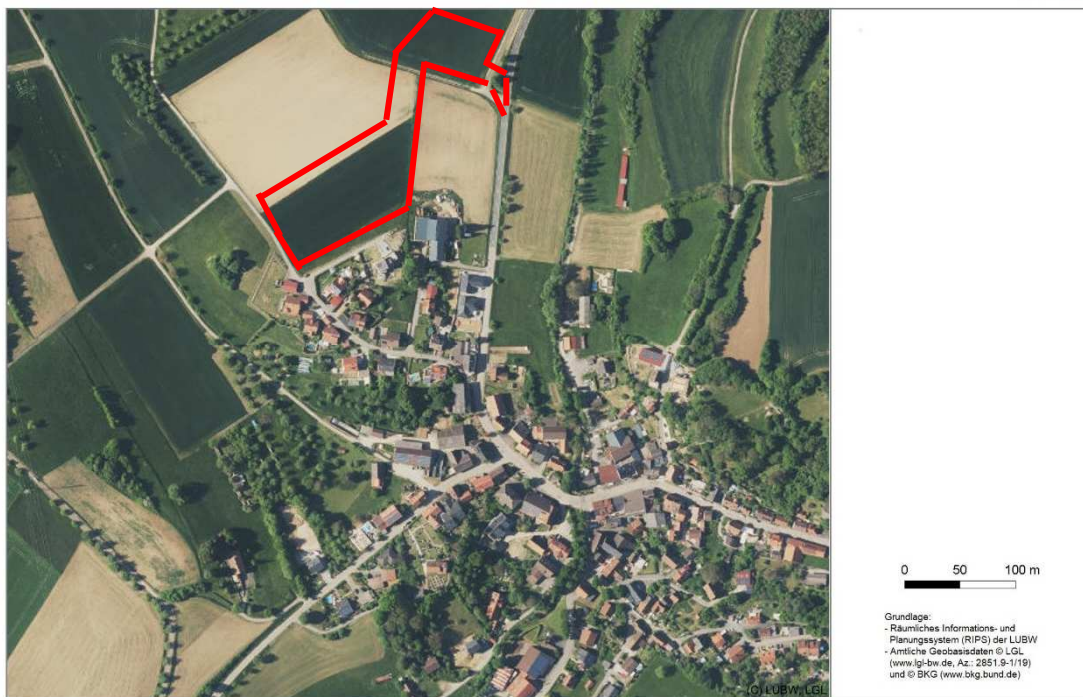 0 50 100 m
Grundlage:
- Räumliches Informations- und
Planungssystem (RIPS) der LUBW
- Amtliche Geobasisdaten © LGL
(www.lgl-bw.de, Az.: 2851.9-1/19)
und © BKG (www.bkg.bund.de)
(C) LUBW, LGL